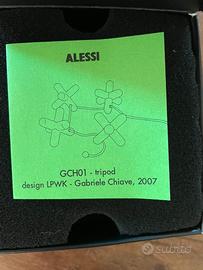 ALESSI
GCH01 - tripod
design LPWK - Gabriele Chiave, 2007
subito